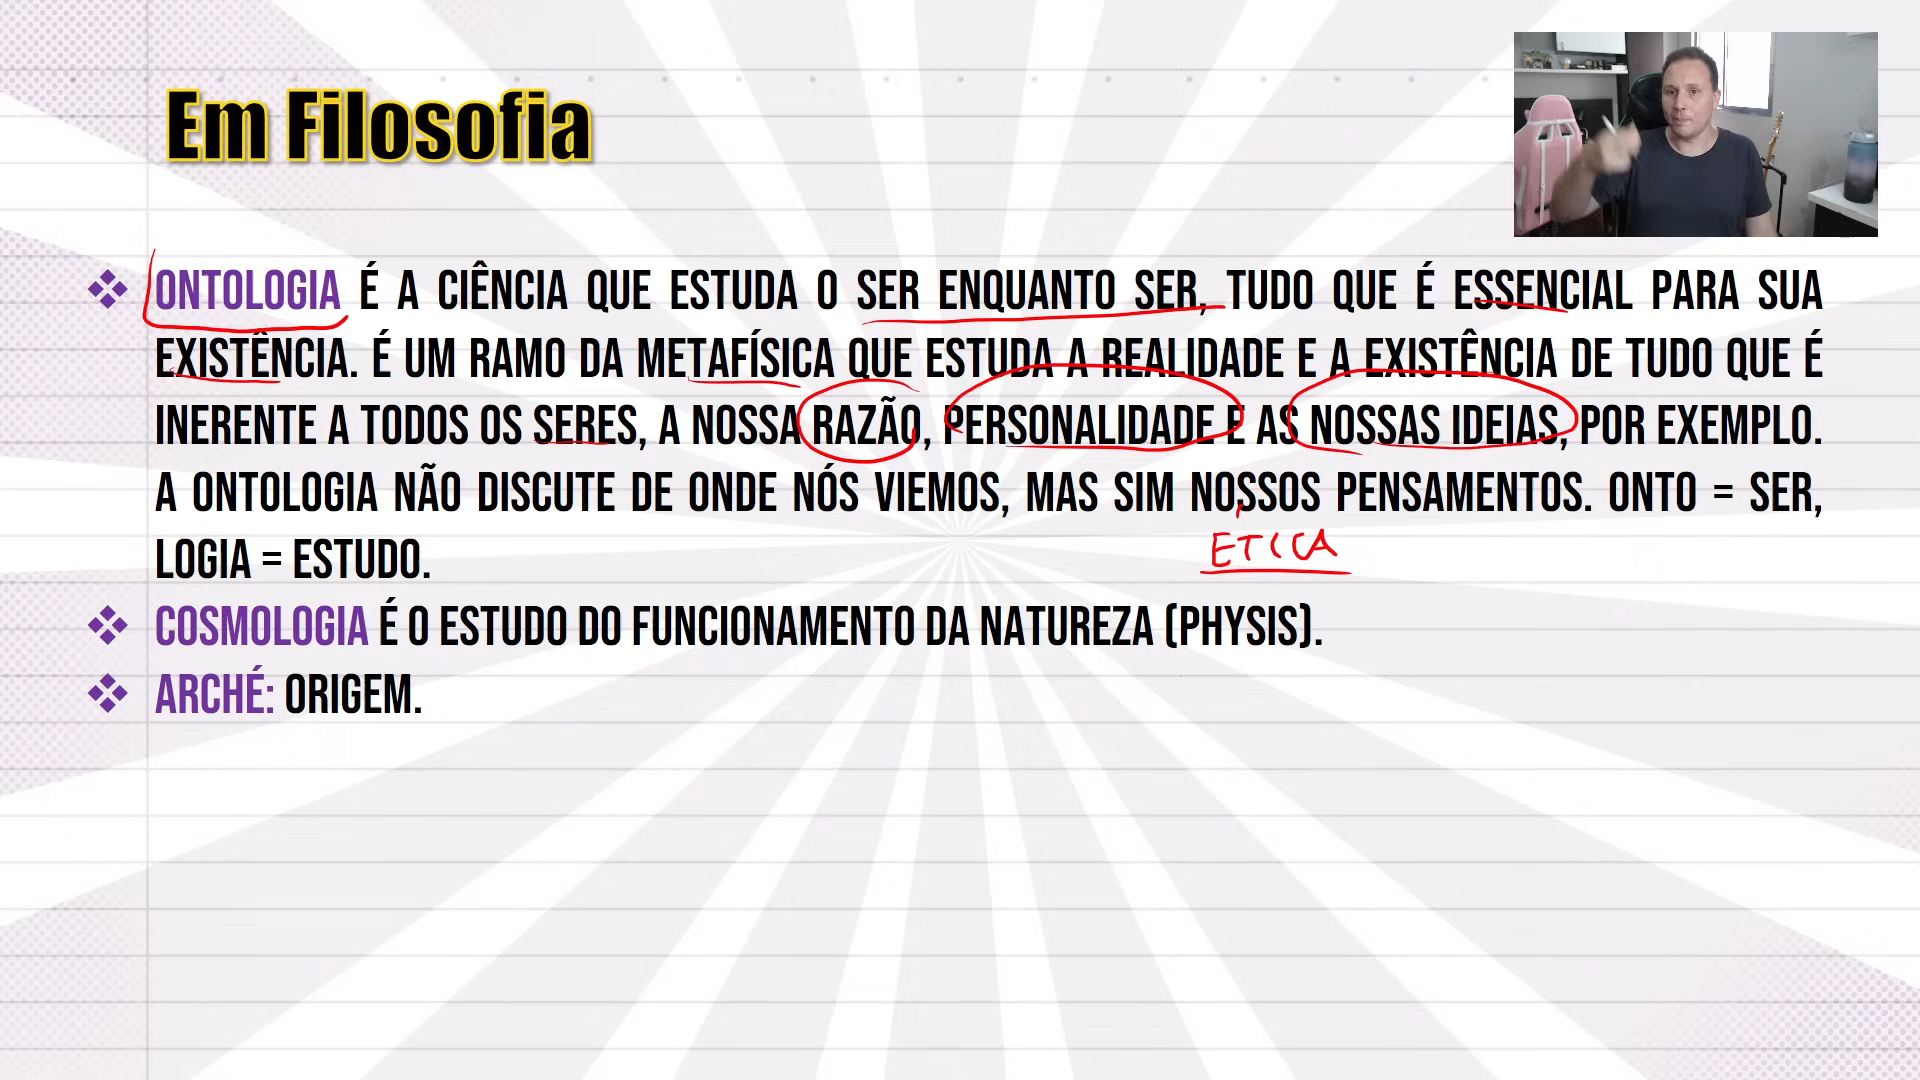 Em Filosofia
ONTOLOGIA É A CIÊNCIA QUE ESTUDA O SER ENQUANTO SER, TUDO QUE É ESSENCIAL PARA SUA
EXISTÊNCIA. É UM RAMO DA METAFÍSICA QUE ESTUDA A REALIDADE E A EXISTÊNCIA DE TUDO QUE É
INERENTE A TODOS OS SERES, A NOSSA RAZÃO, PERSONALIDADE E AS NOSSAS IDEIAS, POR EXEMPLO.
A ONTOLOGIA NÃO DISCUTE DE ONDE NÓS VIEMOS, MAS SIM NOSSOS PENSAMENTOS. ONTO = SER,
LOGIA = ESTUDO.
ÉTICA
COSMOLOGIA É O ESTUDO DO FUNCIONAMENTO DA NATUREZA (PHYSIS).
ARCHÉ: ORIGEM.